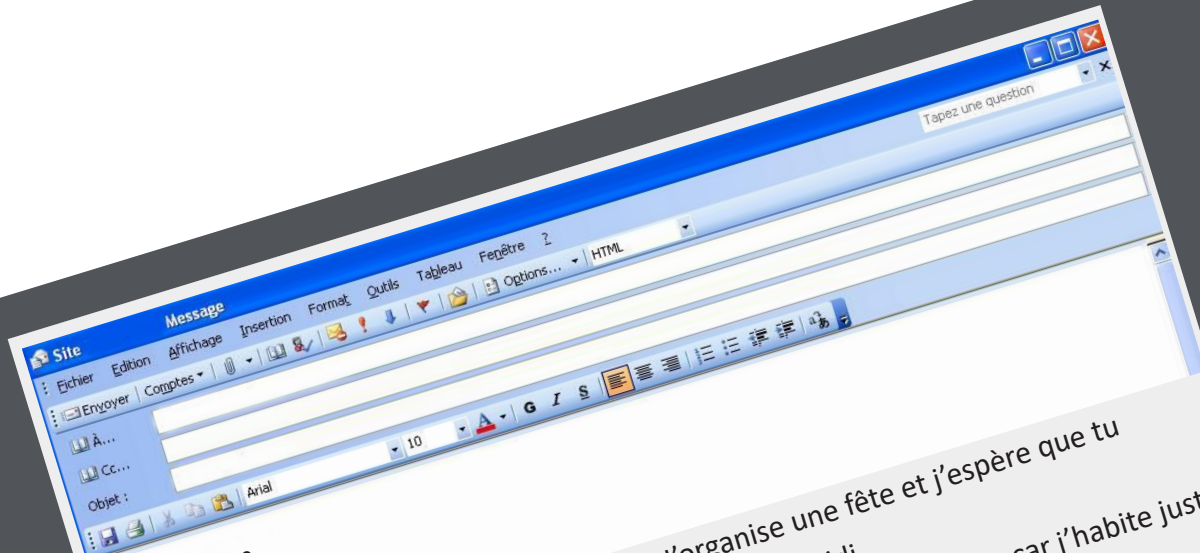 Site Message
Tapez une question
Fichier Edition Affichage Insertion Format Outils Tableau Fenêtre ?
Envoyer Comptes Options... HTML
À...
Cc...
Objet :
Arial 10 A G I S
j'organise une fête et j'espère que tu
car j'habite